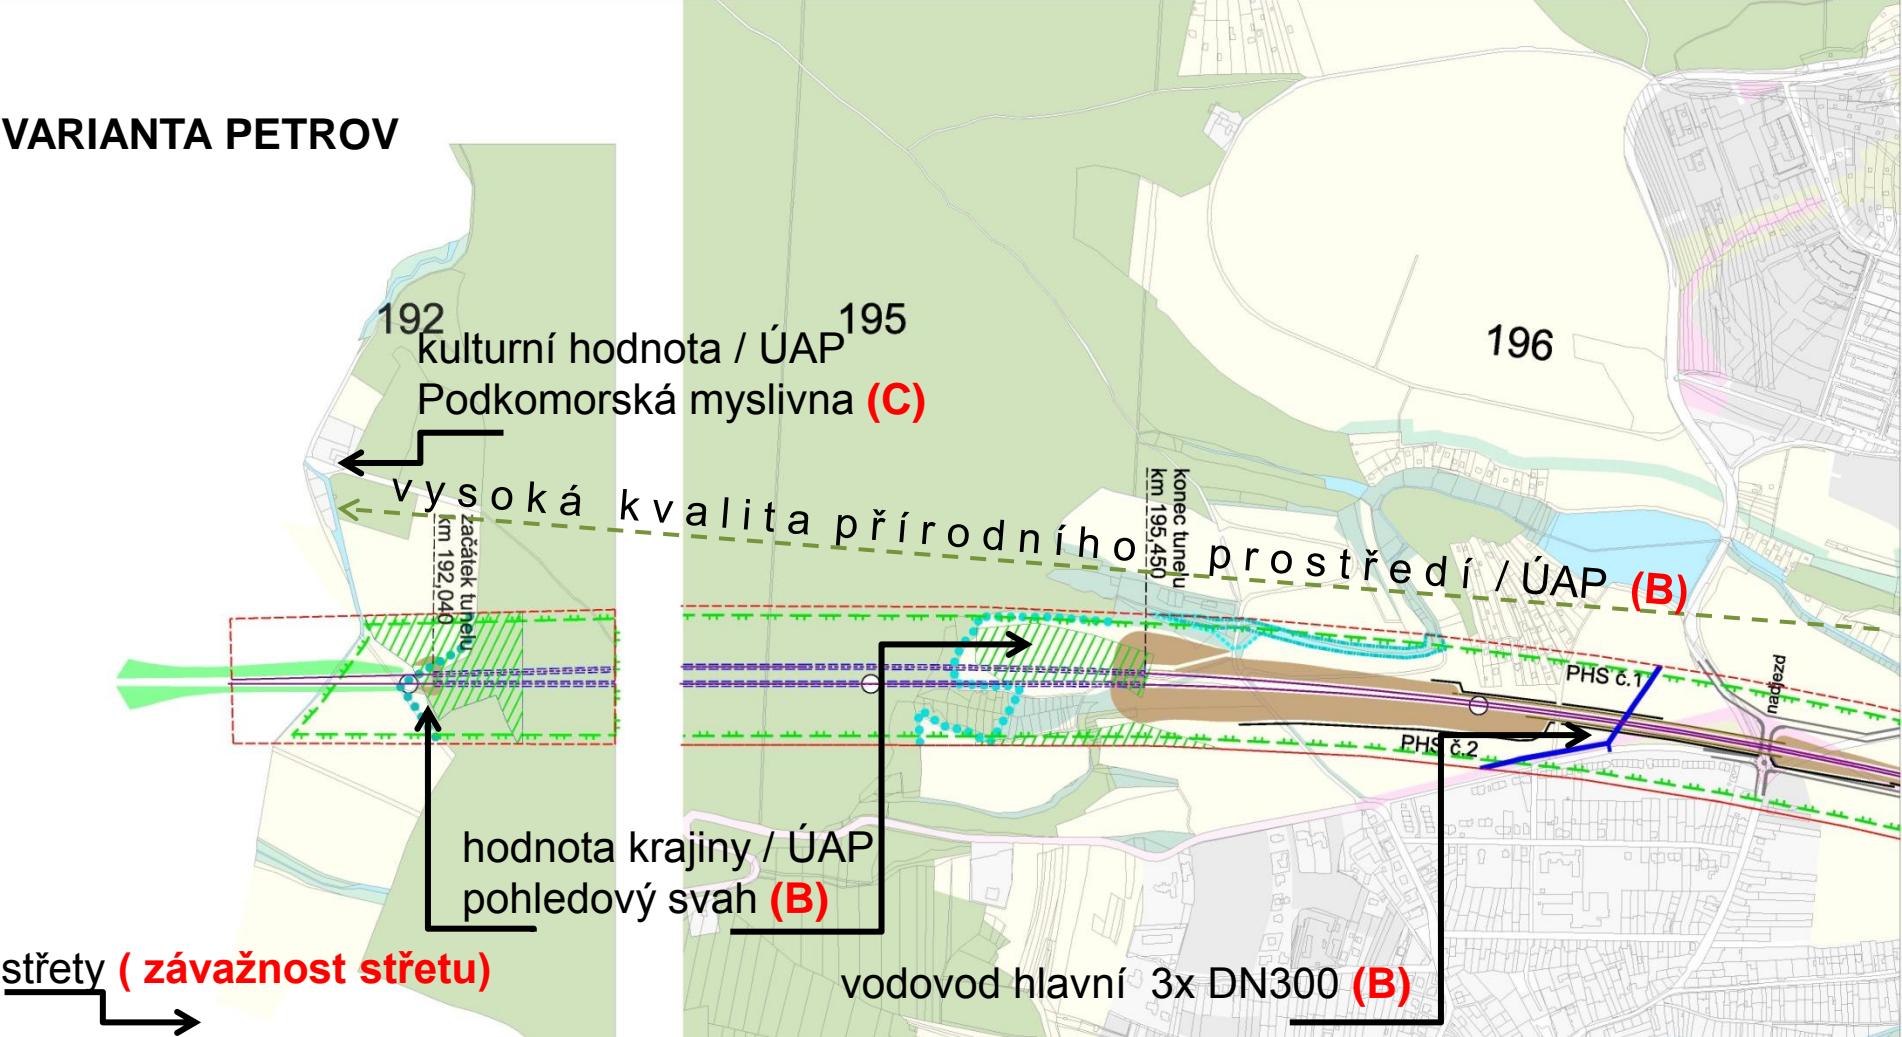 VARIANTA PETROV
192
195
196
kulturní hodnota / ÚAP
Podkomorská myslivna (C)
vysoká kvalita přírodního prostředí / ÚAP (B)
začátek tunelu
km 192,040
konec tunelu
km 195,450
PHS č.1
nadjezd
PHS č.2
hodnota krajiny / ÚAP
pohledový svah (B)
střety ( závažnost střetu)
vodovod hlavní 3x DN300 (B)